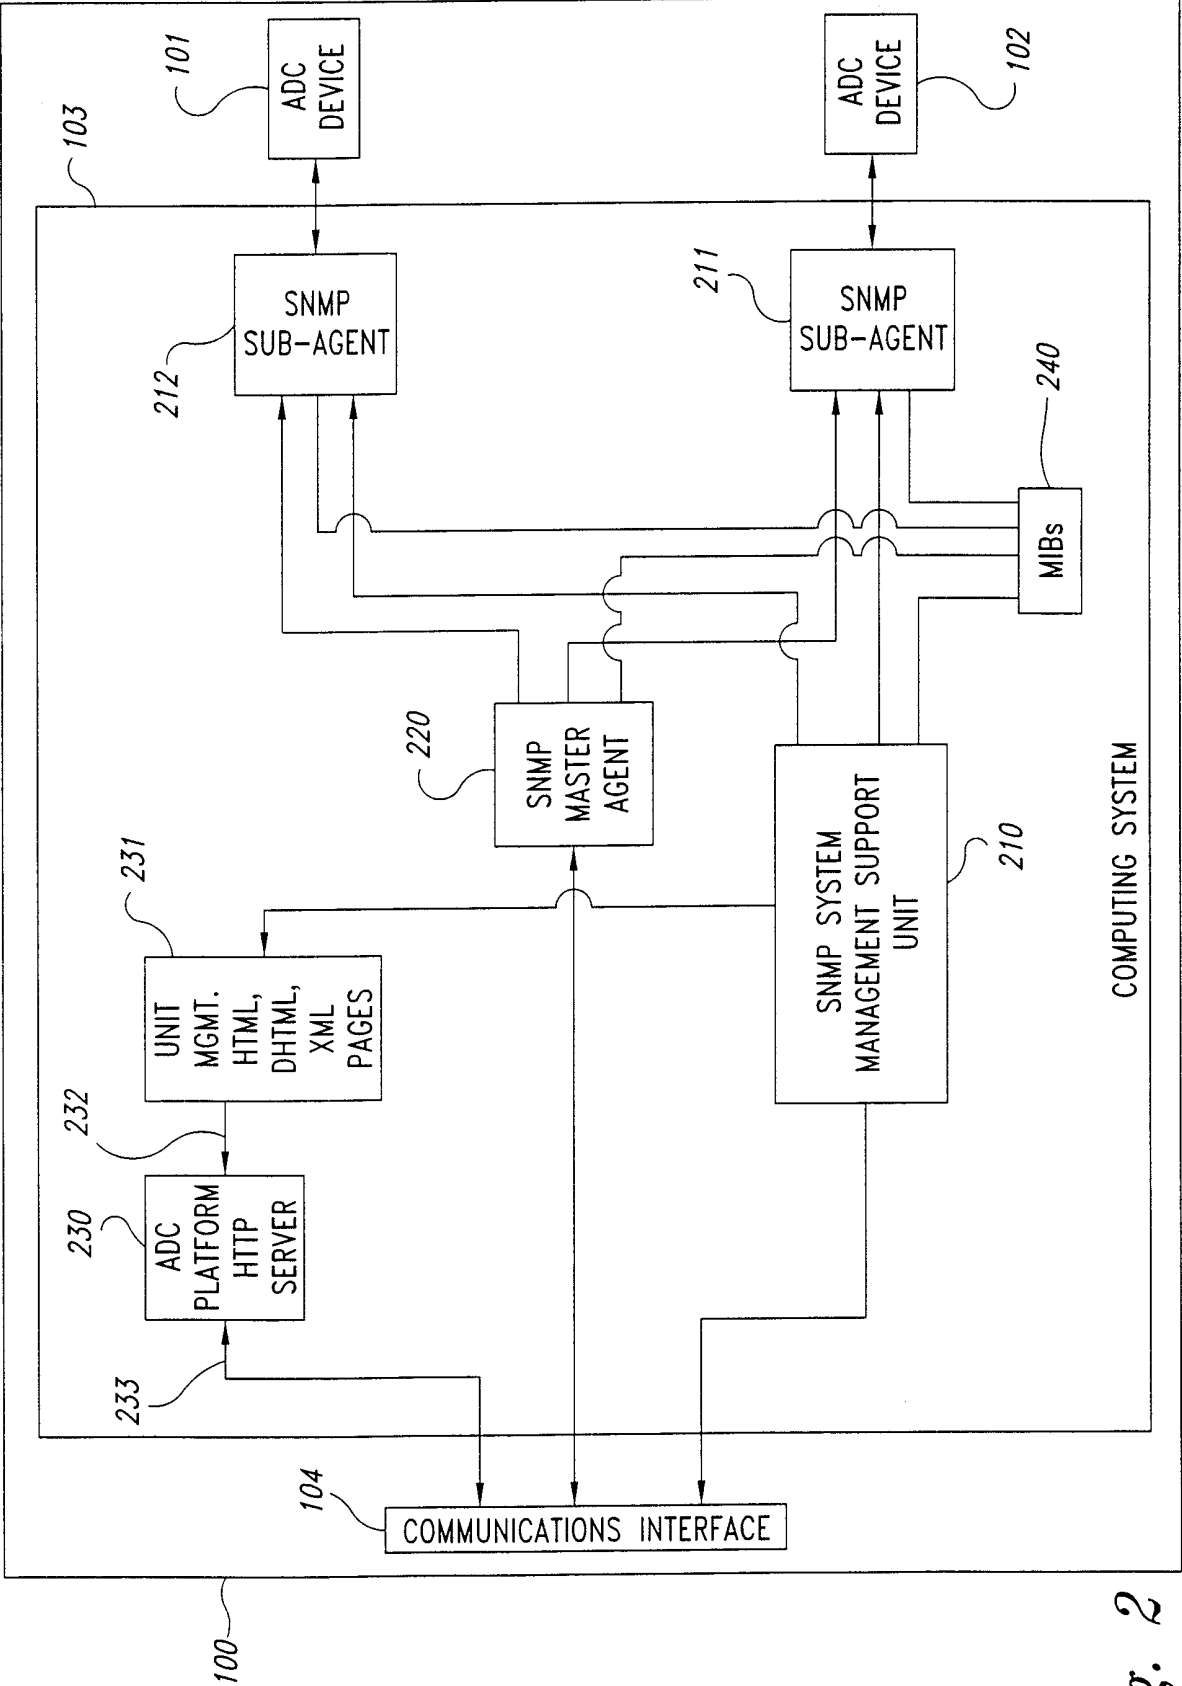 101
ADC
DEVICE
102
ADC
DEVICE
103
SNMP
SUB-AGENT
212
SNMP
SUB-AGENT
211
240
MIBs
220
SNMP
MASTER
AGENT
231
UNIT
MGMT.
HTML,
DHTML,
XML
PAGES
SNMP SYSTEM
MANAGEMENT SUPPORT
UNIT
210
COMPUTING SYSTEM
232
230
ADC
PLATFORM
HTTP
SERVER
233
104
COMMUNICATIONS INTERFACE
100
2